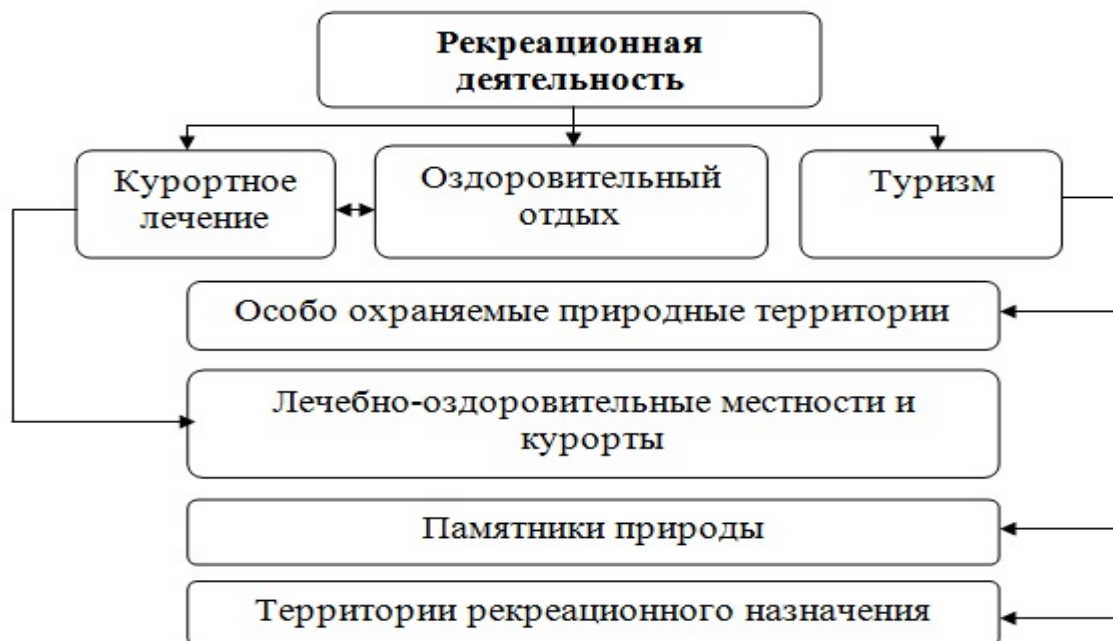 Рекреационная
деятельность
Курортное
лечение
Оздоровительный
отдых
Туризм
Особо охраняемые природные территории
Лечебно-оздоровительные местности и
курорты
Памятники природы
Территории рекреационного назначения